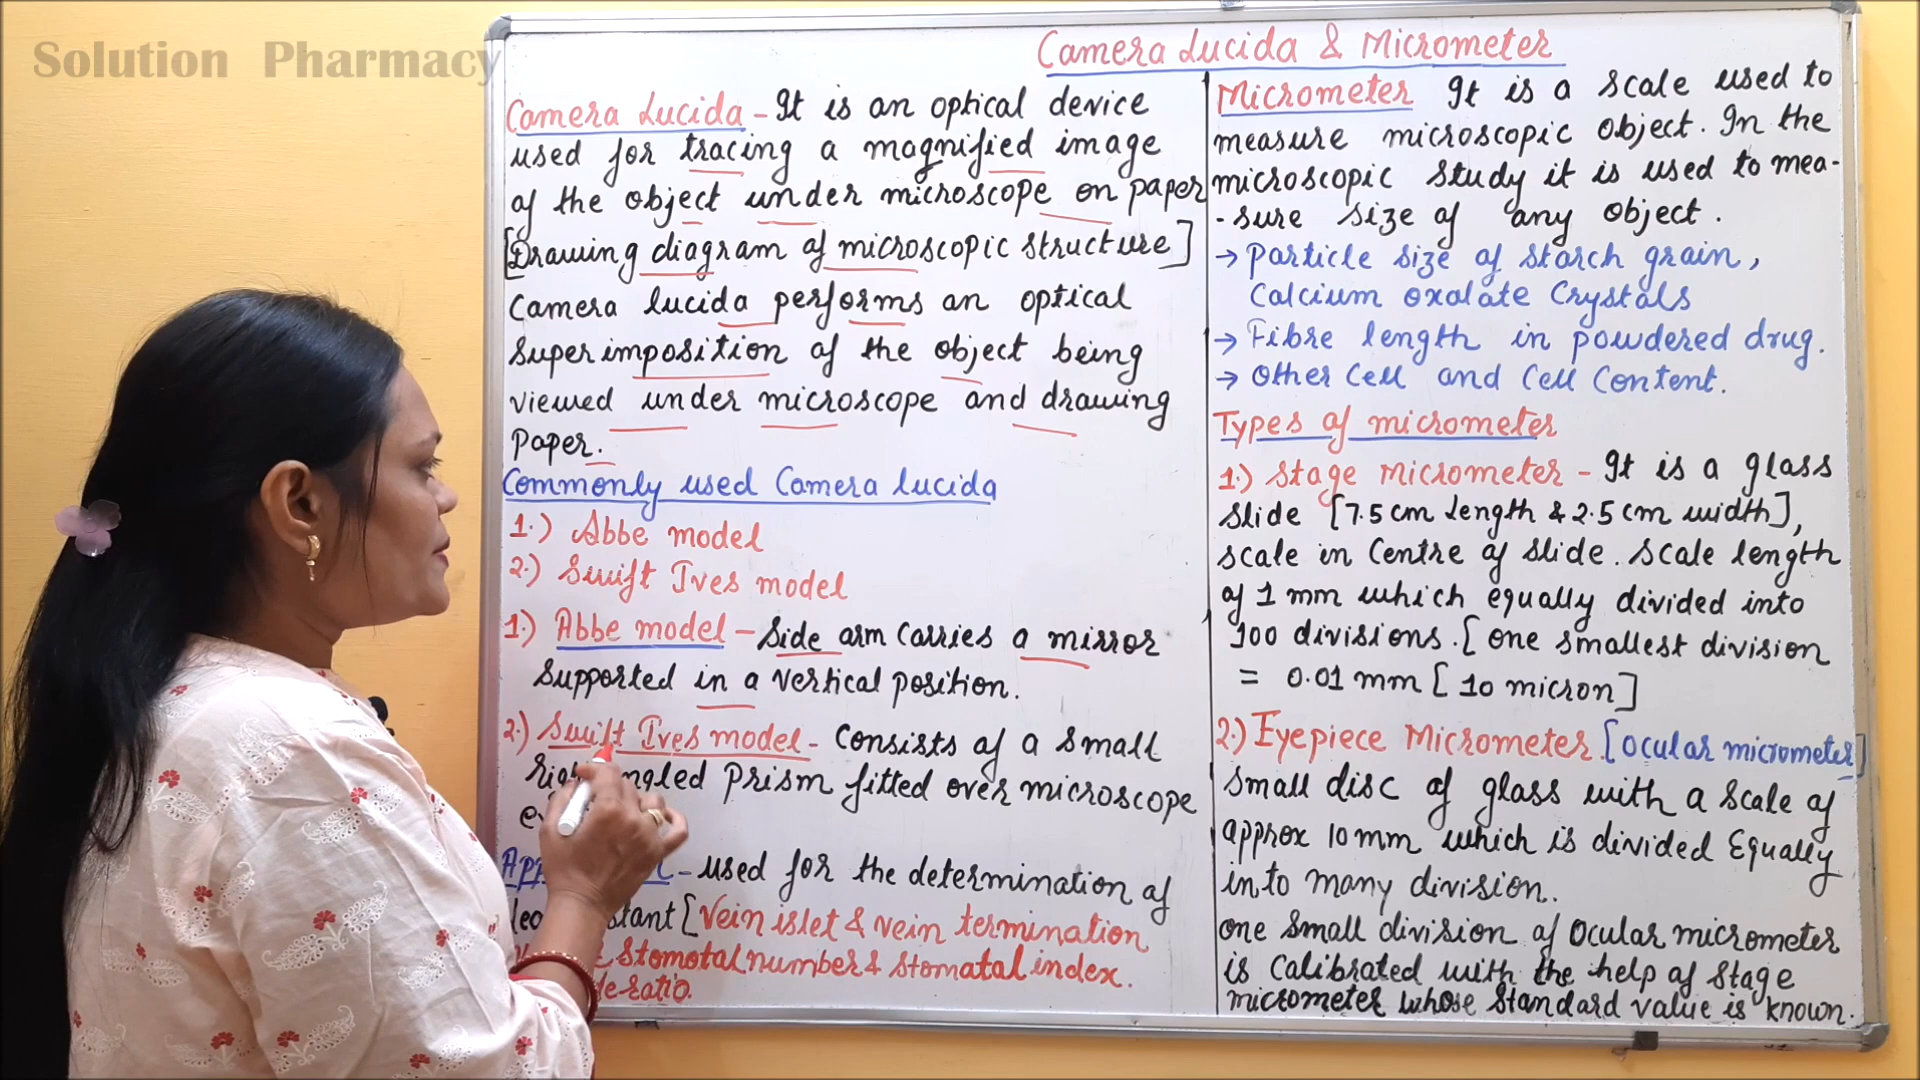 Solution Pharmacy
Camera Lucida & Micrometer
Camera Lucida - It is an optical device
used for tracing a magnified image
of the object under microscope on paper
[Drawing diagram of microscopic structure]
Camera lucida performs an optical
superimposition of the object being
viewed under microscope and drawing
paper.
Commonly used Camera lucida
1.) Abbe model
2.) Swift Ives model
1.) Abbe model - Side arm carries a mirror
supported in a vertical position.
2.) Swift Ives model - Consists of a small
angled prism fitted over microscope
- used for the determination of
[Vein islet & vein termination
Stomatal number & stomatal index.
ratio.
Micrometer It is a scale used to
measure microscopic object. In the
microscopic study it is used to mea-
-sure size of any object.
→ Particle size of starch grain,
Calcium oxalate crystals
→ Fibre length in powdered drug.
→ Other cell and cell content.
Types of micrometer
1.) Stage Micrometer - It is a glass
slide [7.5 cm length & 2.5 cm width],
scale in centre of slide. Scale length
of 1 mm which equally divided into
100 divisions. [one smallest division
= 0.01 mm [10 micron]
2.) Eyepiece Micrometer. [ocular micrometer]
Small disc of glass with a scale of
approx 10 mm which is divided Equally
into many division.
one small division of ocular micrometer
is calibrated with the help of stage
micrometer whose standard value is known.